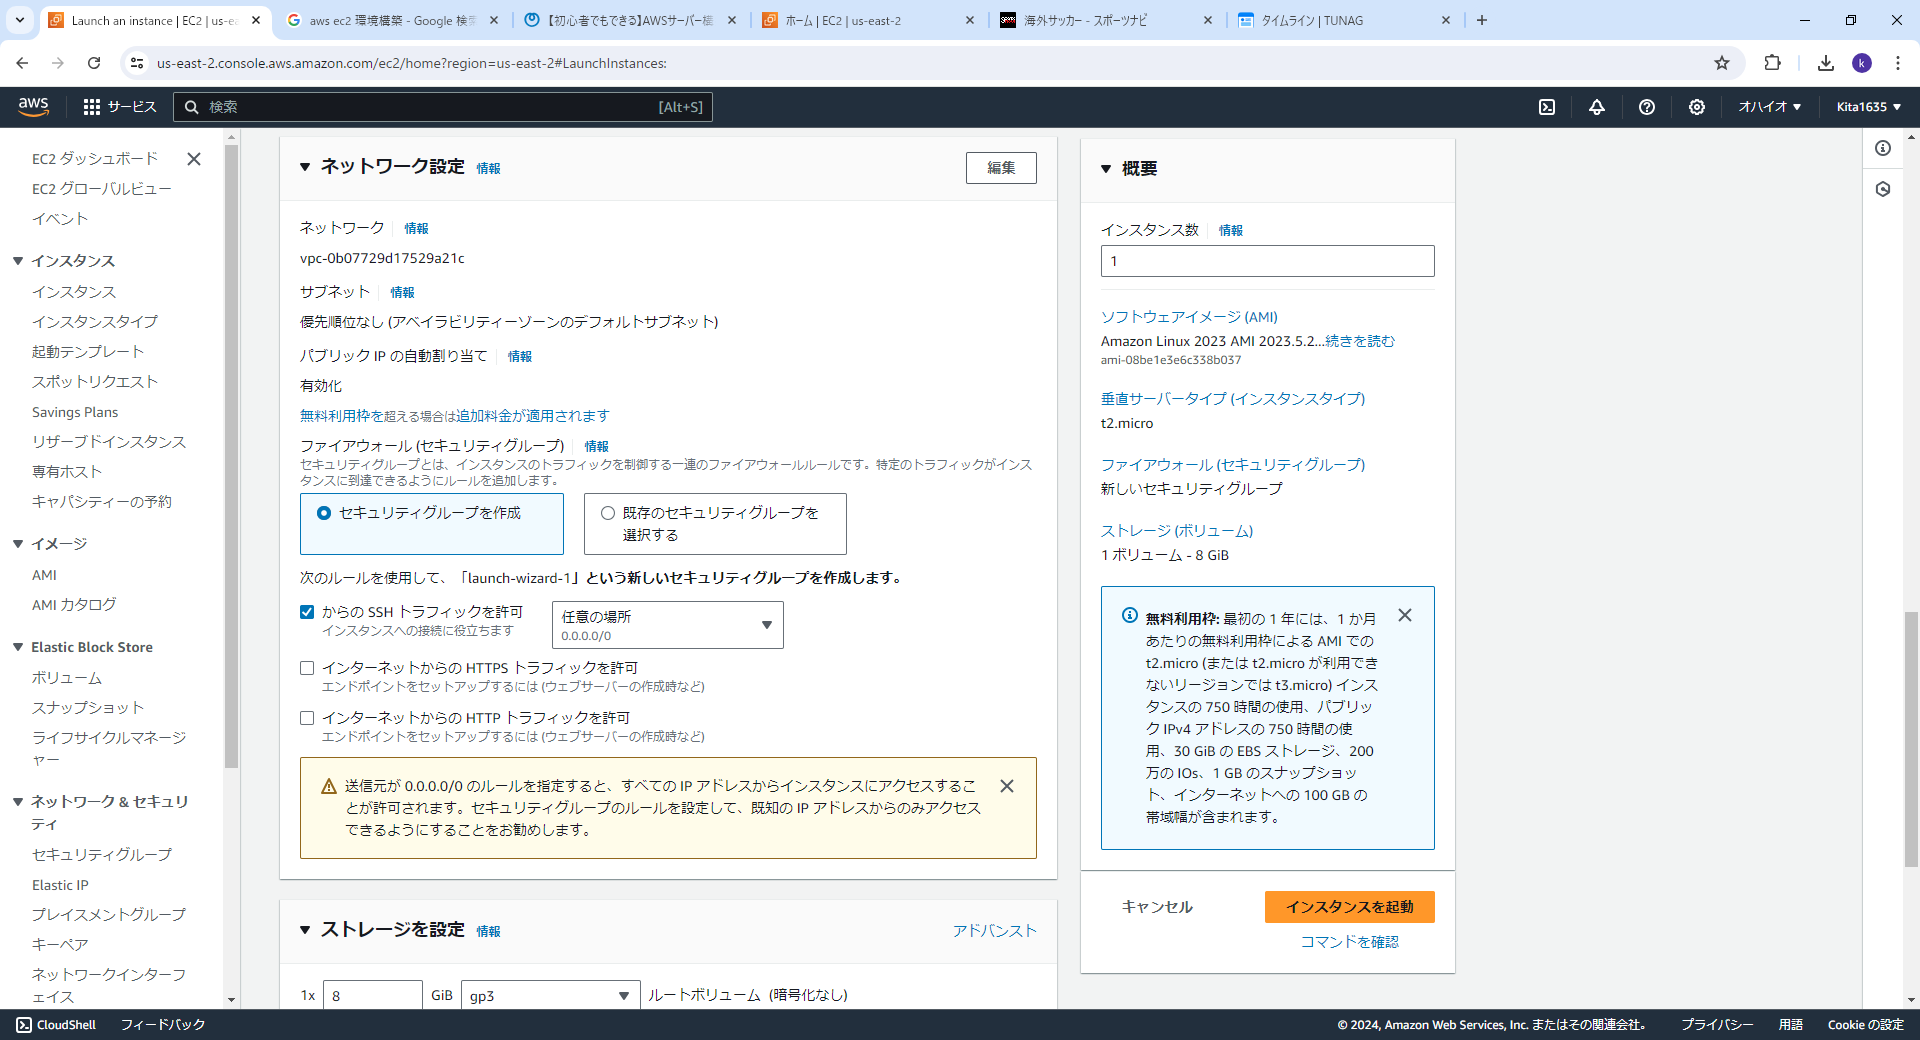 Launch an instance | EC2 | us-ea
aws ec2 環境構築 - Google 検索
【初心者でもできる】AWSサーバー構
ホーム | EC2 | us-east-2
海外サッカー - スポーツナビ
タイムライン | TUNAG
us-east-2.console.aws.amazon.com/ec2/home?region=us-east-2#LaunchInstances:
k
aws
サービス
検索
[Alt+S]
オハイオ
Kita1635
EC2 ダッシュボード
EC2 グローバルビュー
イベント
インスタンス
インスタンス
インスタンスタイプ
起動テンプレート
スポットリクエスト
Savings Plans
リザーブドインスタンス
専有ホスト
キャパシティーの予約
イメージ
AMI
AMI カタログ
Elastic Block Store
ボリューム
スナップショット
ライフサイクルマネージ
ャー
ネットワーク & セキュリ
ティ
セキュリティグループ
Elastic IP
プレイスメントグループ
キーペア
ネットワークインターフ
ェイス
ネットワーク設定 情報
編集
ネットワーク 情報
vpc-0b07729d17529a21c
サブネット 情報
優先順位なし (アベイラビリティーゾーンのデフォルトサブネット)
パブリック IP の自動割り当て 情報
有効化
無料利用枠を超える場合は追加料金が適用されます
ファイアウォール (セキュリティグループ) 情報
セキュリティグループとは、インスタンスのトラフィックを制御する一連のファイアウォールルールです。特定のトラフィックがインス
タンスに到達できるようにルールを追加します。
セキュリティグループを作成
既存のセキュリティグループを
選択する
次のルールを使用して、「launch-wizard-1」という新しいセキュリティグループを作成します。
からの SSH トラフィックを許可
インスタンスへの接続に役立ちます
任意の場所
0.0.0.0/0
インターネットからの HTTPS トラフィックを許可
エンドポイントをセットアップするには (ウェブサーバーの作成時など)
インターネットからの HTTP トラフィックを許可
エンドポイントをセットアップするには (ウェブサーバーの作成時など)
送信元が 0.0.0.0/0 のルールを指定すると、すべての IP アドレスからインスタンスにアクセスするこ
とが許可されます。セキュリティグループのルールを設定して、既知の IP アドレスからのみアクセス
できるようにすることをお勧めします。
ストレージを設定 情報
アドバンスト
1x
8
GiB
gp3
ルートボリューム (暗号化なし)
概要
インスタンス数 情報
1
ソフトウェアイメージ (AMI)
Amazon Linux 2023 AMI 2023.5.2...続きを読む
ami-08be1e3e6c338b037
垂直サーバータイプ (インスタンスタイプ)
t2.micro
ファイアウォール (セキュリティグループ)
新しいセキュリティグループ
ストレージ (ボリューム)
1 ボリューム - 8 GiB
無料利用枠: 最初の 1 年には、1 か月
あたりの無料利用枠による AMI での
t2.micro (または t2.micro が利用でき
ないリージョンでは t3.micro) インス
タンスの 750 時間の使用、パブリッ
ク IPv4 アドレスの 750 時間の使
用、30 GiB の EBS ストレージ、200
万の IOs、1 GB のスナップショッ
ト、インターネットへの 100 GB の
帯域幅が含まれます。
キャンセル
インスタンスを起動
コマンドを確認
CloudShell
フィードバック
© 2024, Amazon Web Services, Inc. またはその関連会社。
プライバシー
用語
Cookie の設定